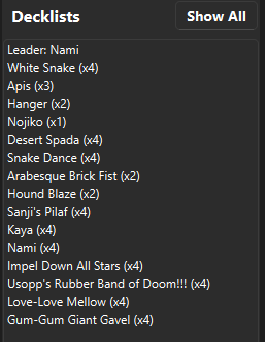 Decklists
Show All
Leader: Nami
White Snake (x4)
Apis (x3)
Hanger (x2)
Nojiko (x1)
Desert Spada (x4)
Snake Dance (x4)
Arabesque Brick Fist (x2)
Hound Blaze (x2)
Sanji's Pilaf (x4)
Kaya (x4)
Nami (x4)
Impel Down All Stars (x4)
Usopp's Rubber Band of Doom!!! (x4)
Love-Love Mellow (x4)
Gum-Gum Giant Gavel (x4)